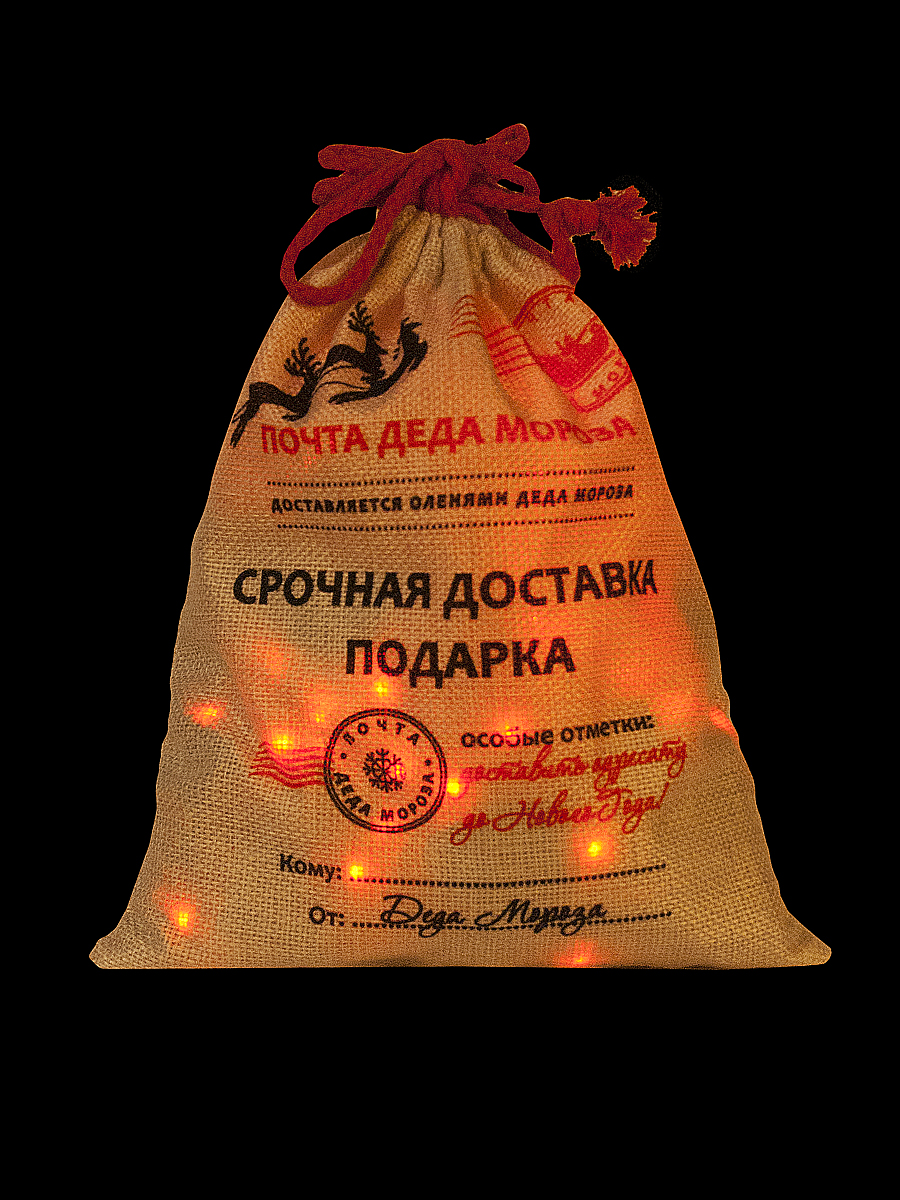 ПОЧТА ДЕДА МОРОЗА
ДОСТАВЛЯЕТСЯ ОЛЕНЯМИ ДЕДА МОРОЗА
СРОЧНАЯ ДОСТАВКА
ПОДАРКА
ПОЧТА
ДЕДА МОРОЗА
особые отметки:
доставить адресату
до Нового Года!
Кому:
От: Деда Мороза